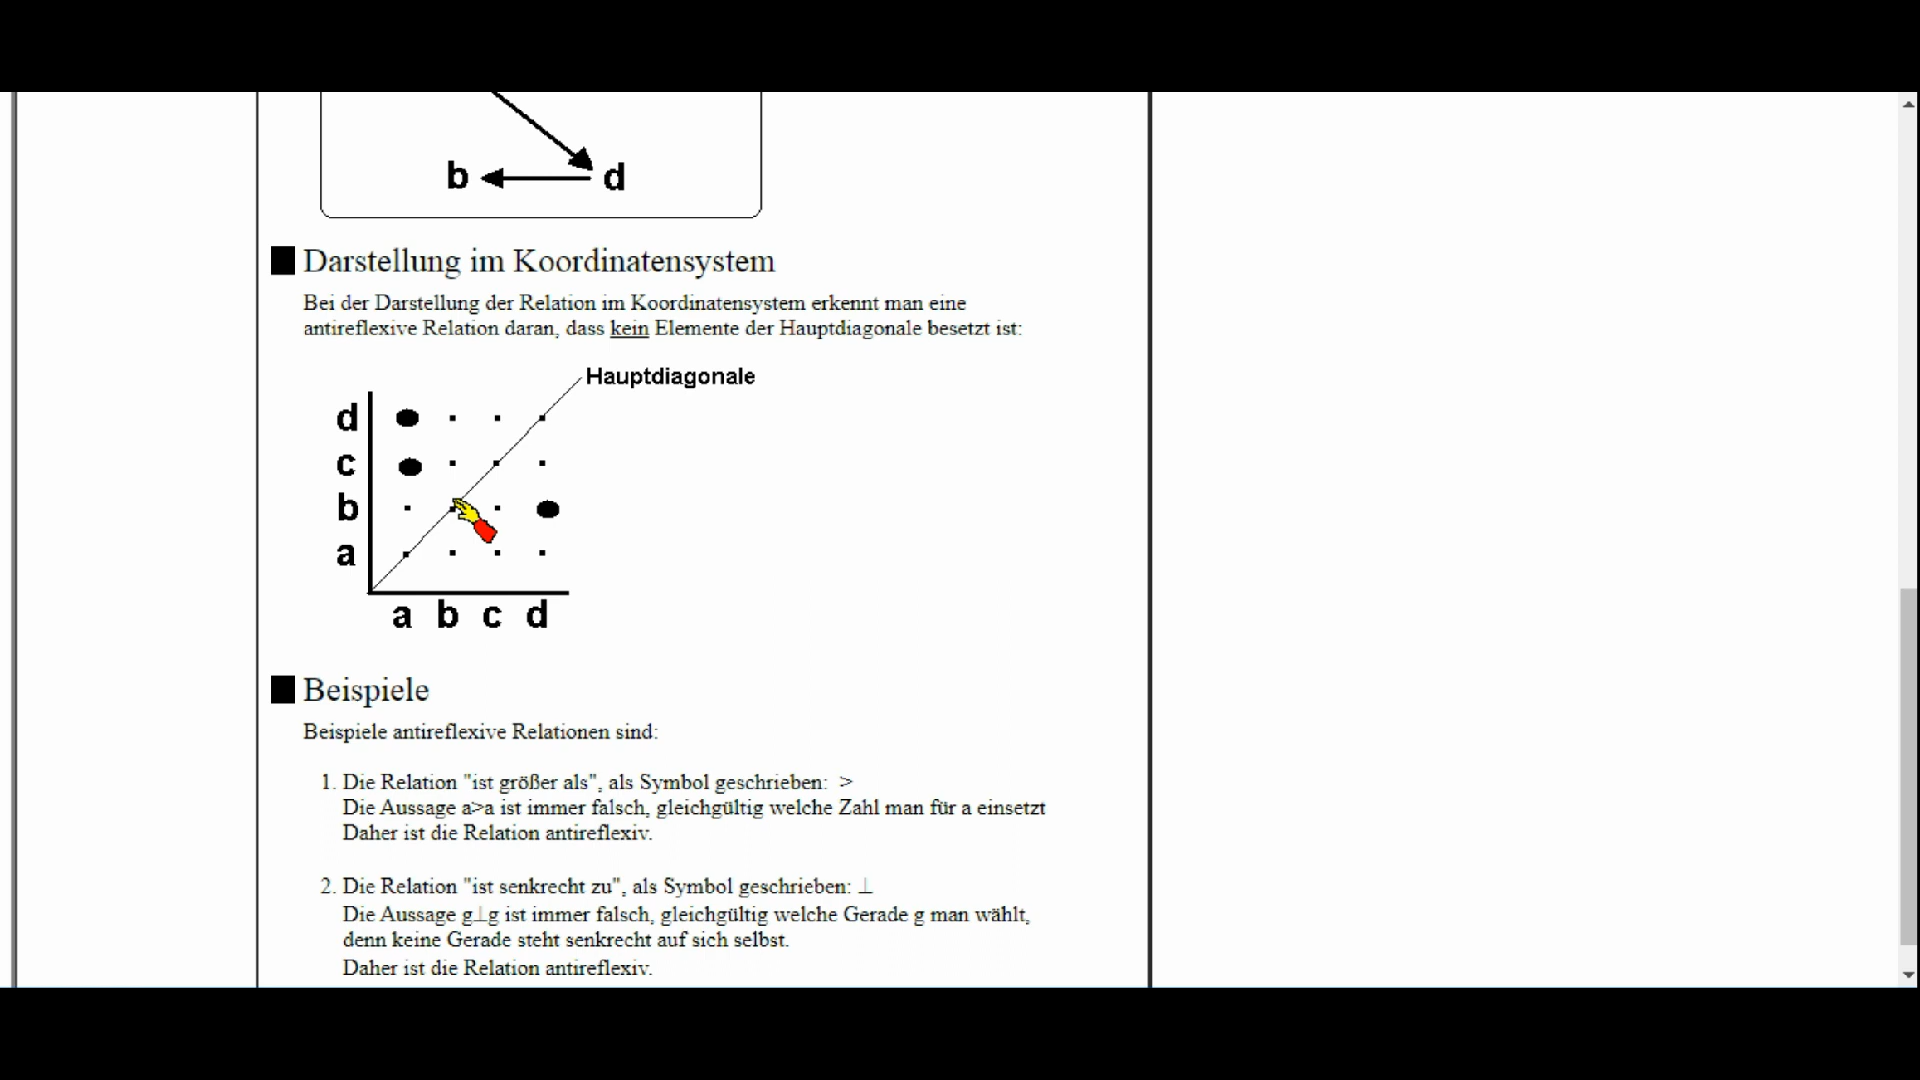 b d
Darstellung im Koordinatensystem
Bei der Darstellung der Relation im Koordinatensystem erkennt man eine
antireflexive Relation daran, dass kein Elemente der Hauptdiagonale besetzt ist:
Hauptdiagonale
d
c
b
a
a b c d
Beispiele
Beispiele antireflexive Relationen sind:
1. Die Relation "ist größer als", als Symbol geschrieben: >
Die Aussage a>a ist immer falsch, gleichgültig welche Zahl man für a einsetzt
Daher ist die Relation antireflexiv.
2. Die Relation "ist senkrecht zu", als Symbol geschrieben: ⊥
Die Aussage g⊥g ist immer falsch, gleichgültig welche Gerade g man wählt,
denn keine Gerade steht senkrecht auf sich selbst.
Daher ist die Relation antireflexiv.